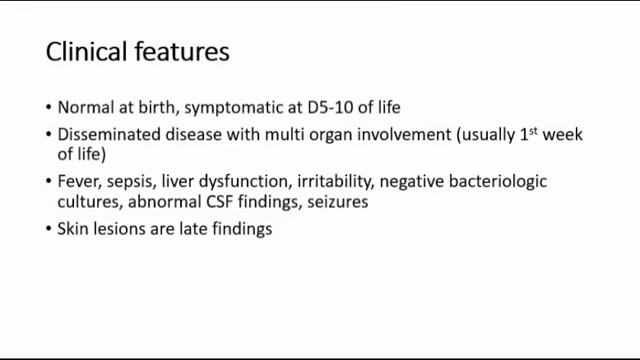 Clinical features
• Normal at birth, symptomatic at D5-10 of life
• Disseminated disease with multi organ involvement (usually 1st week
of life)
• Fever, sepsis, liver dysfunction, irritability, negative bacteriologic
cultures, abnormal CSF findings, seizures
• Skin lesions are late findings